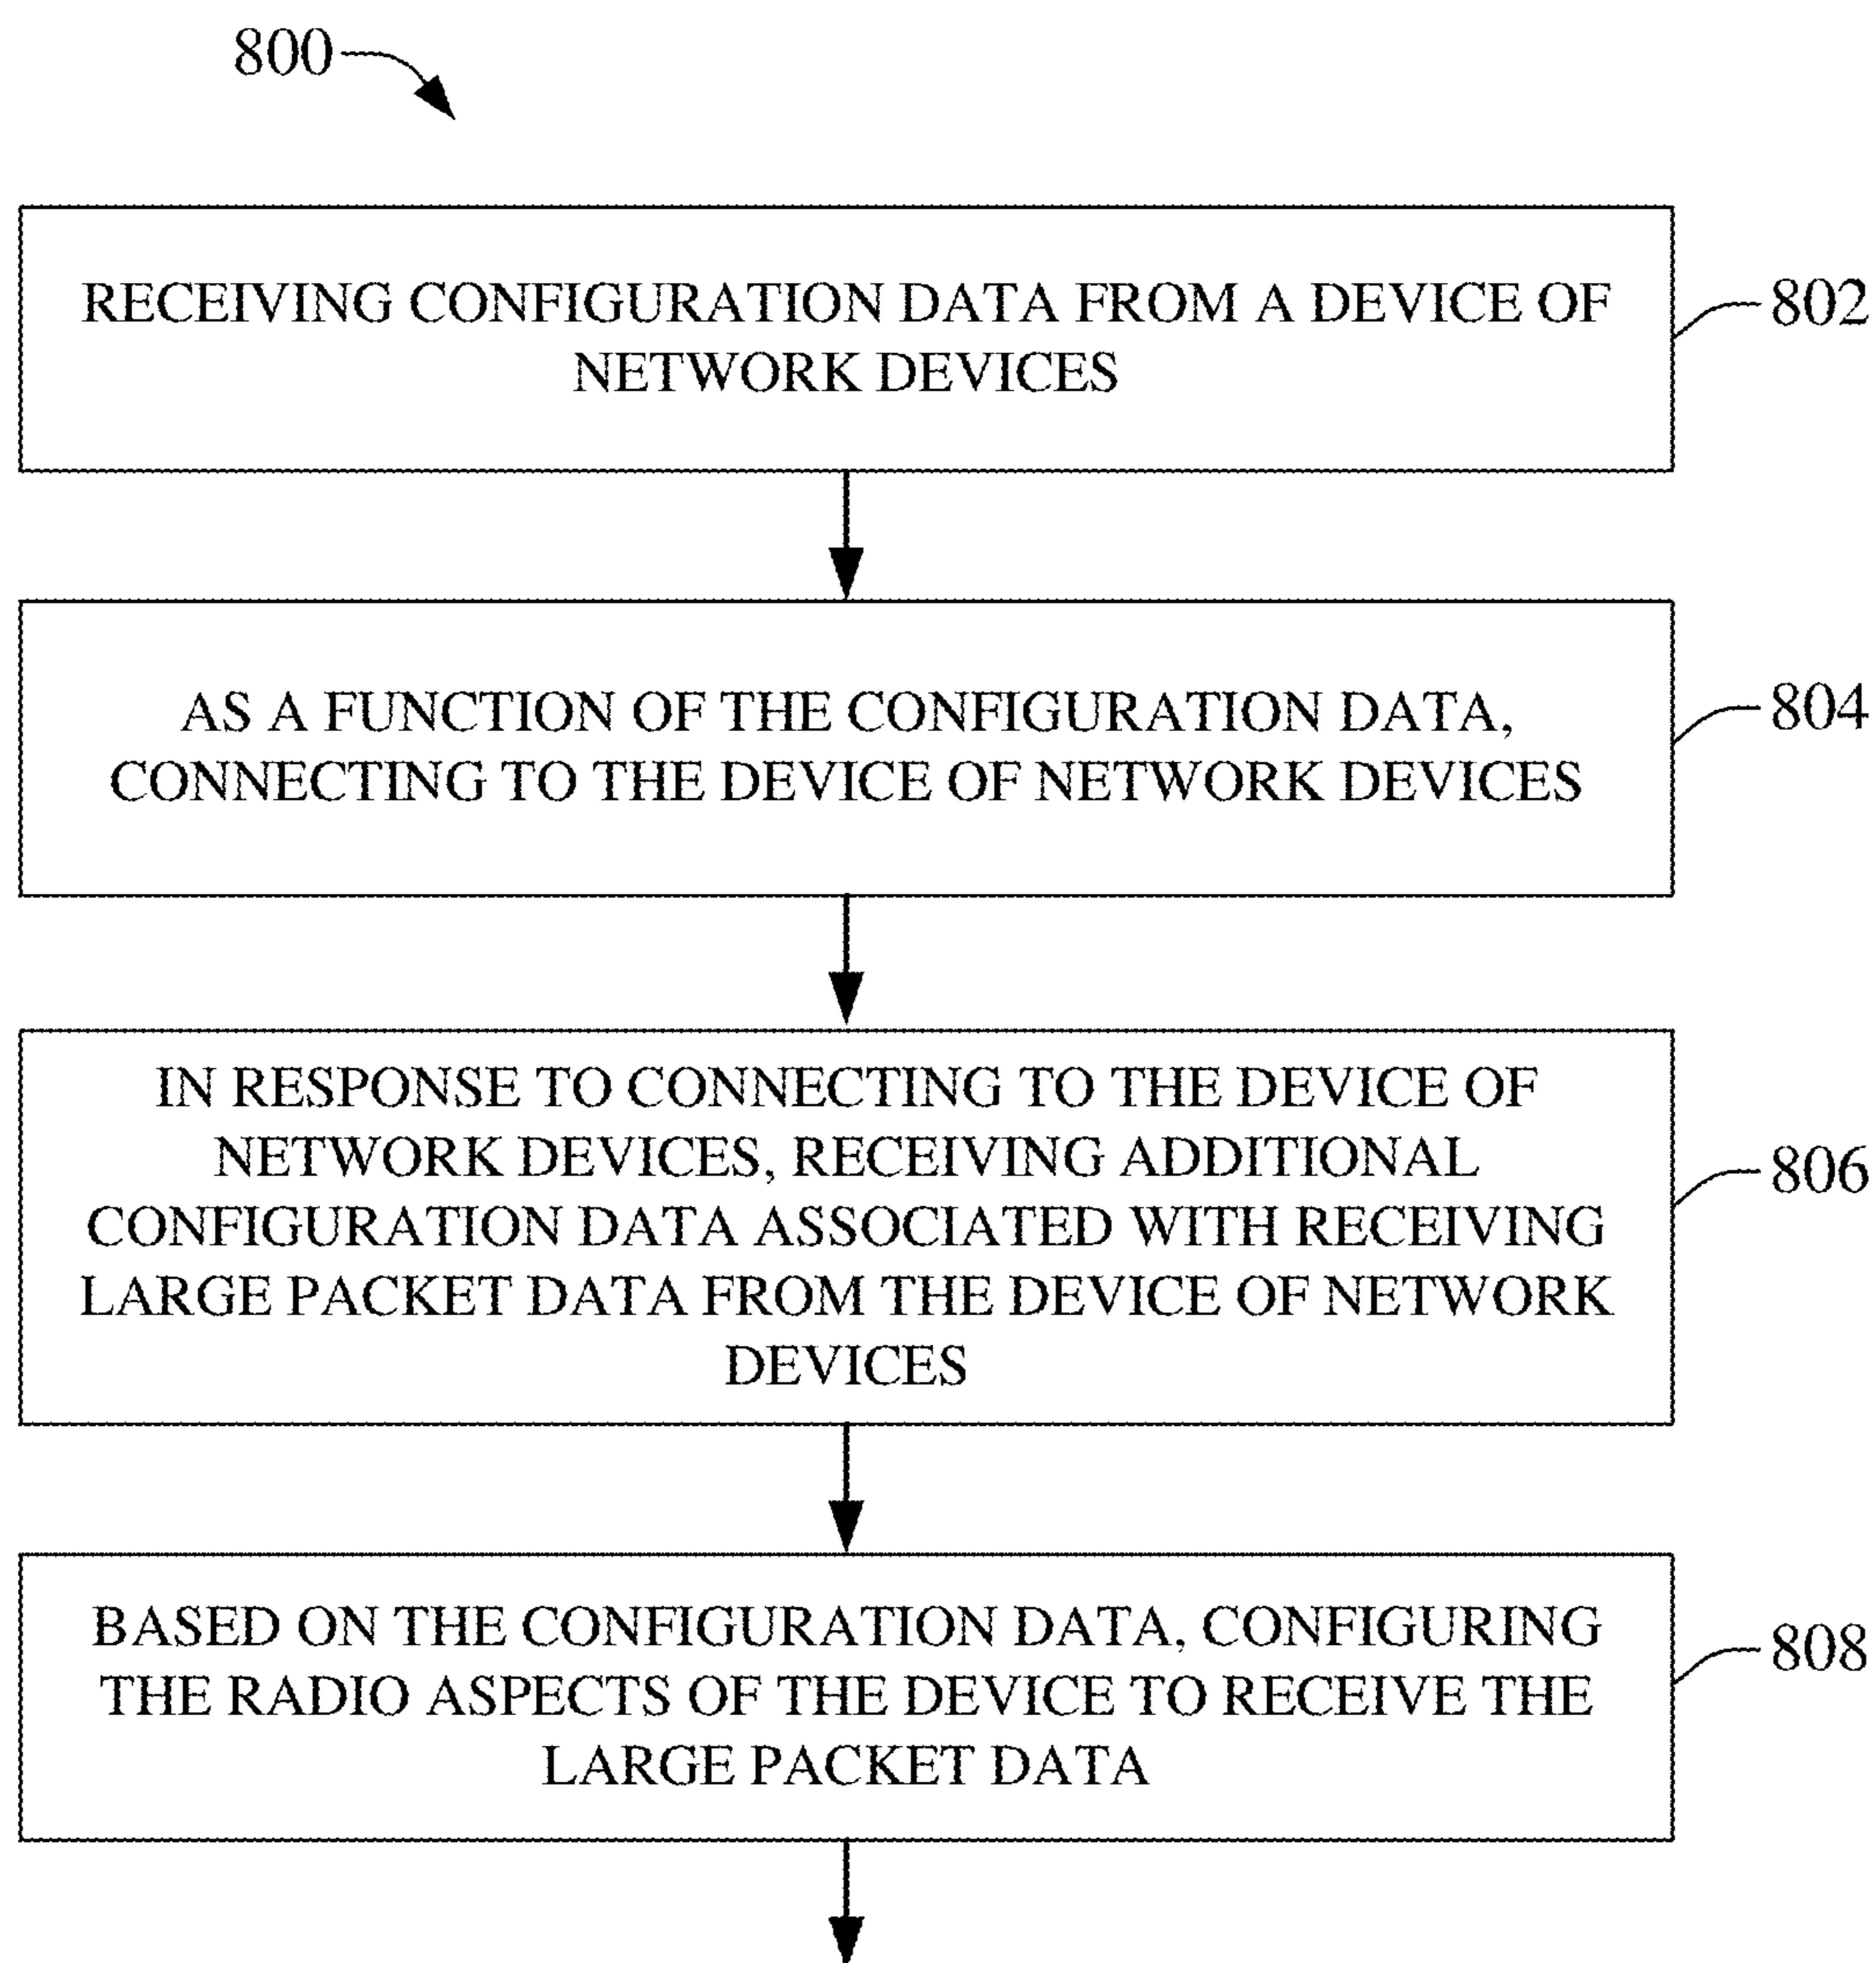 800
RECEIVING CONFIGURATION DATA FROM A DEVICE OF
NETWORK DEVICES
802
AS A FUNCTION OF THE CONFIGURATION DATA,
CONNECTING TO THE DEVICE OF NETWORK DEVICES
804
IN RESPONSE TO CONNECTING TO THE DEVICE OF
NETWORK DEVICES, RECEIVING ADDITIONAL
CONFIGURATION DATA ASSOCIATED WITH RECEIVING
LARGE PACKET DATA FROM THE DEVICE OF NETWORK
DEVICES
806
BASED ON THE CONFIGURATION DATA, CONFIGURING
THE RADIO ASPECTS OF THE DEVICE TO RECEIVE THE
LARGE PACKET DATA
808